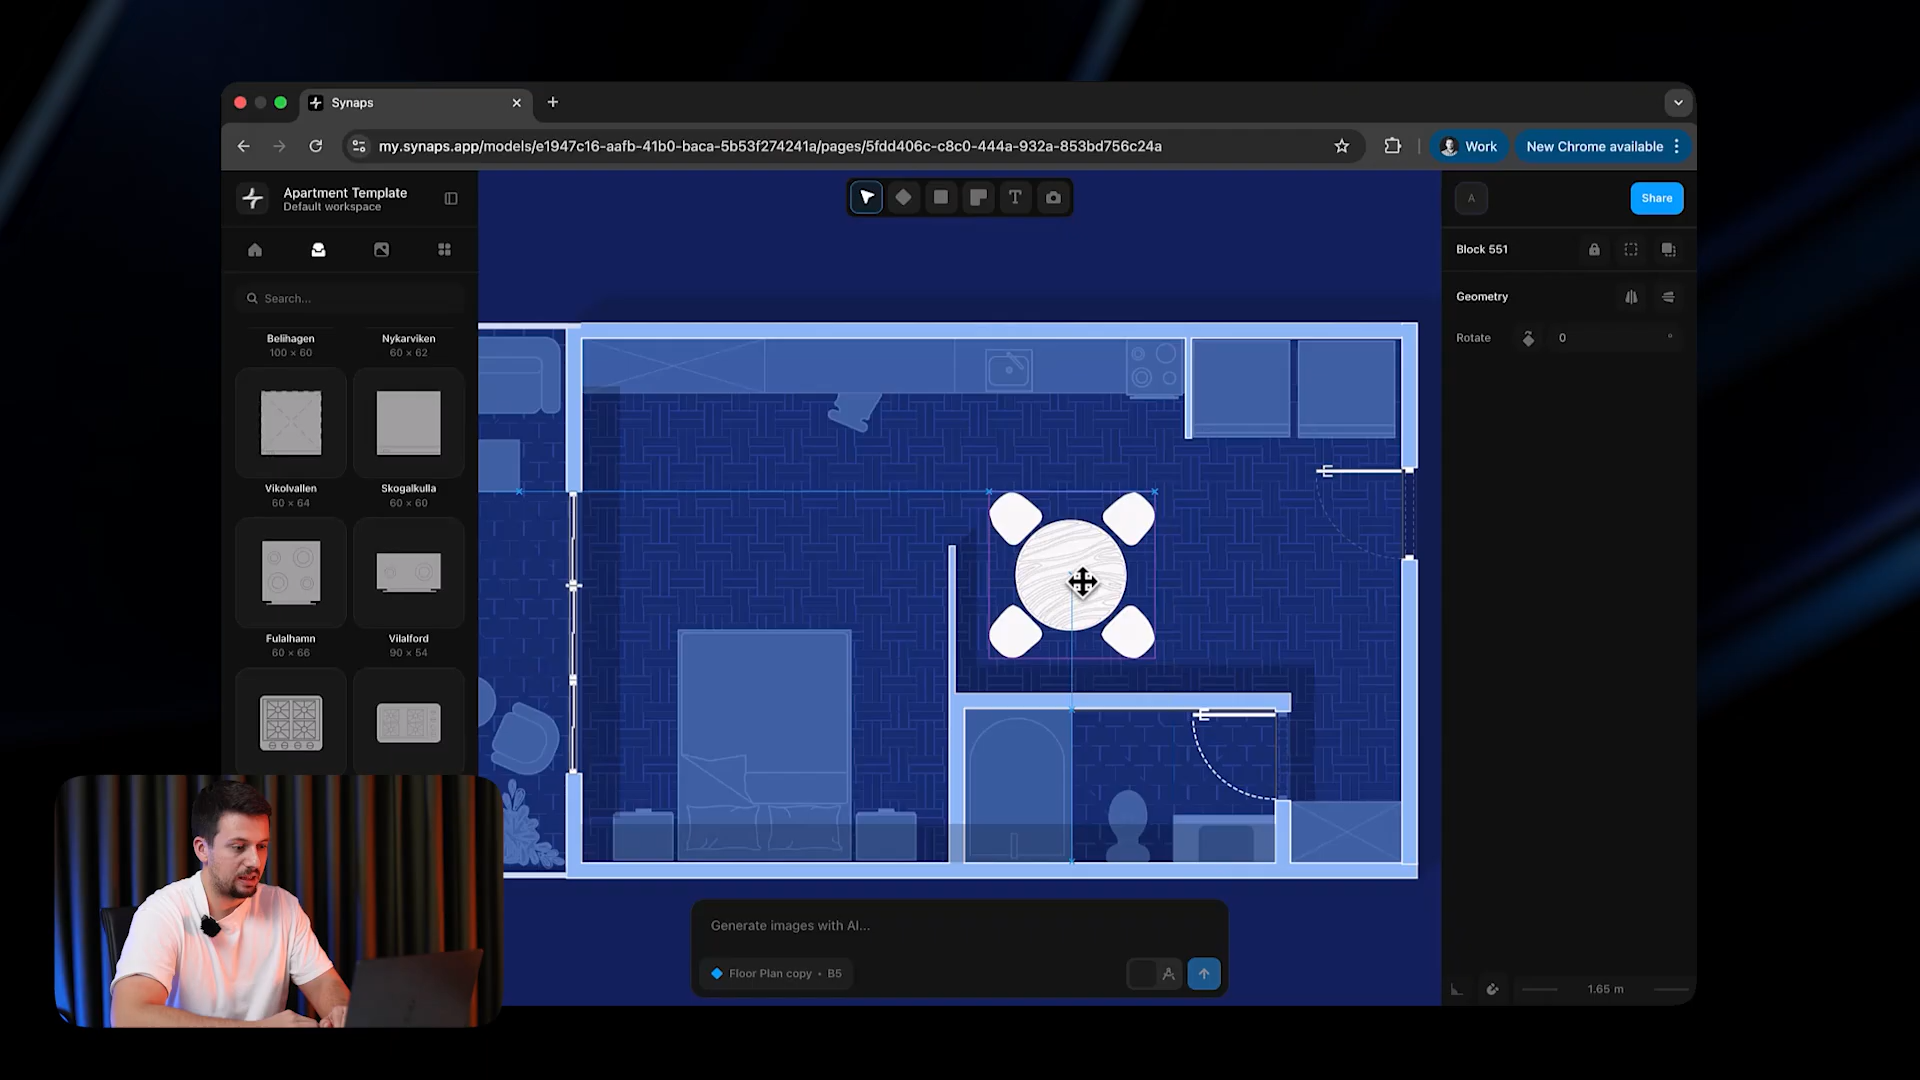 Synaps
my.synaps.app/models/e1947c16-aafb-41b0-baca-5b53f274241a/pages/5fdd406c-c8c0-444a-932a-853bd756c24a
Work
New Chrome available
Apartment Template
Default workspace
T
A
Share
Search...
Block 551
Geometry
Rotate
0
°
Belihagen
100 × 60
Nykarviken
60 × 62
Vikolvallen
60 × 64
Skogalkulla
60 × 60
Fulalhamn
60 × 66
Vilalford
90 × 54
Generate images with AI...
Floor Plan copy • B5
1.65 m